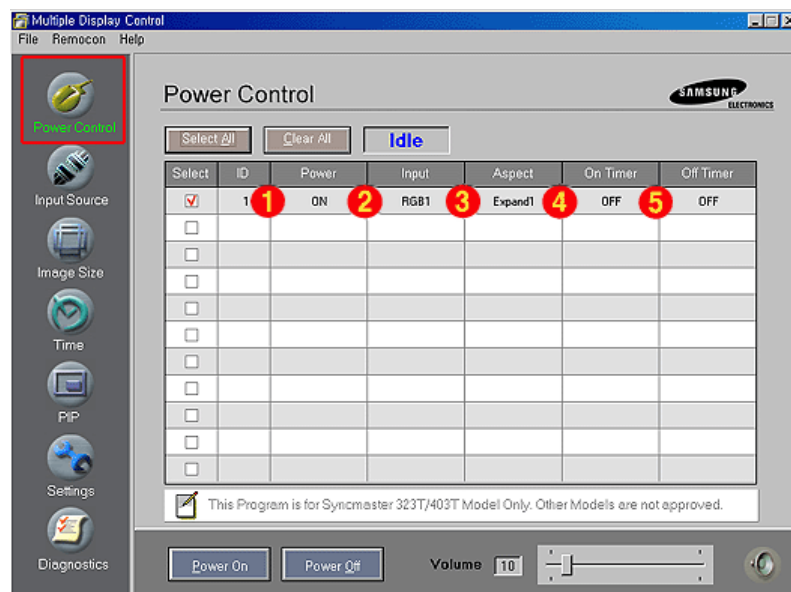 Multiple Display Control
File Remocon Help
Power Control
Input Source
Image Size
Time
PIP
Settings
Diagnostics
Power Control
SAMSUNG
ELECTRONICS
Select All Clear All Idle
Select ID Power Input Aspect On Timer Off Timer
1 1 ON 2 RGB1 3 Expand1 4 OFF 5 OFF
This Program is for Syncmaster 323T/403T Model Only. Other Models are not approved.
Power On Power Off Volume 10